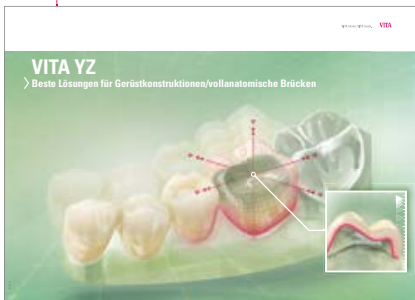 VITA
VITA YZ
〉Beste Lösungen für Gerüstkonstruktionen/vollanatomische Brücken